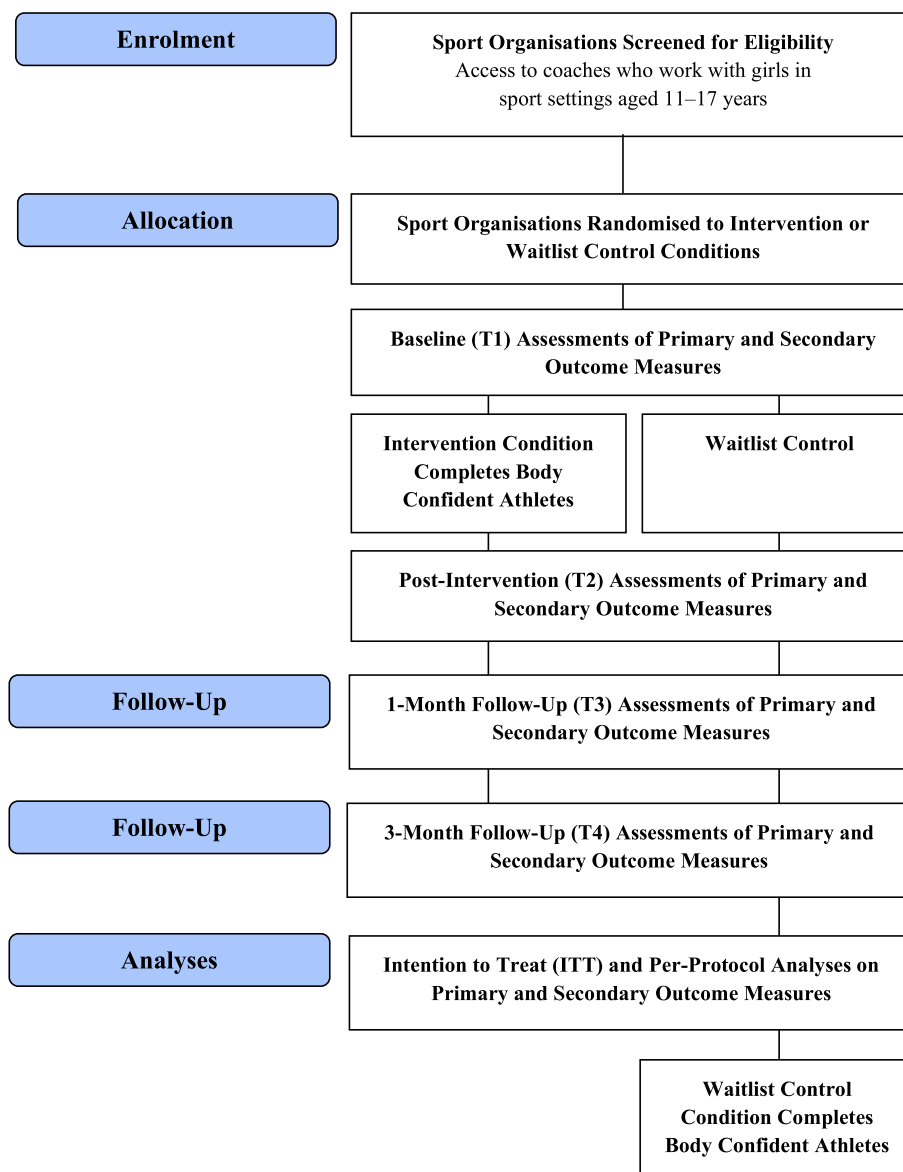 Enrolment
Sport Organisations Screened for Eligibility
Access to coaches who work with girls in
sport settings aged 11–17 years
Allocation
Sport Organisations Randomised to Intervention or
Waitlist Control Conditions
Baseline (T1) Assessments of Primary and Secondary
Outcome Measures
Intervention Condition
Completes Body
Confident Athletes
Waitlist Control
Post-Intervention (T2) Assessments of Primary and
Secondary Outcome Measures
Follow-Up
1-Month Follow-Up (T3) Assessments of Primary and
Secondary Outcome Measures
Follow-Up
3-Month Follow-Up (T4) Assessments of Primary and
Secondary Outcome Measures
Analyses
Intention to Treat (ITT) and Per-Protocol Analyses on
Primary and Secondary Outcome Measures
Waitlist Control
Condition Completes
Body Confident Athletes